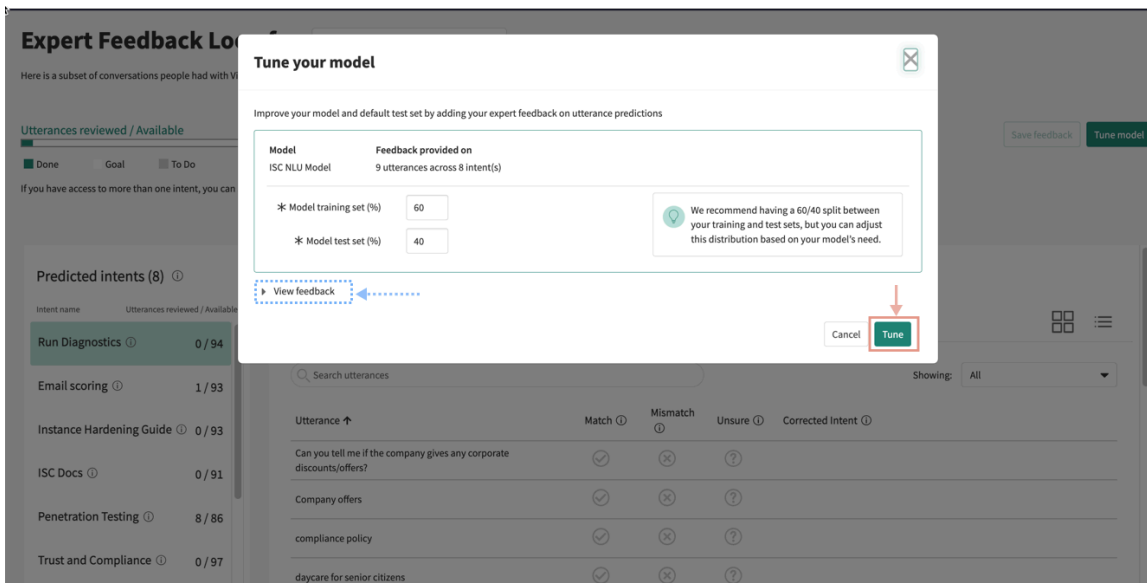 Expert Feedback Loo
Here is a subset of conversations people had with Vi
Utterances reviewed / Available
Done Goal To Do
If you have access to more than one intent, you can
Save feedback Tune model
Tune your model
Improve your model and default test set by adding your expert feedback on utterance predictions
Model Feedback provided on
ISC NLU Model 9 utterances across 8 intent(s)
* Model training set (%) 60
* Model test set (%) 40
We recommend having a 60/40 split between
your training and test sets, but you can adjust
this distribution based on your model's need.
View feedback
Cancel Tune
Predicted intents (8)
Intent name Utterances reviewed / Available
Run Diagnostics 0 / 94
Email scoring 1 / 93
Instance Hardening Guide 0 / 93
ISC Docs 0 / 91
Penetration Testing 8 / 86
Trust and Compliance 0 / 97
Search utterances
Showing: All
Utterance Match Mismatch Unsure Corrected Intent
Can you tell me if the company gives any corporate
discounts/offers?
Company offers
compliance policy
daycare for senior citizens